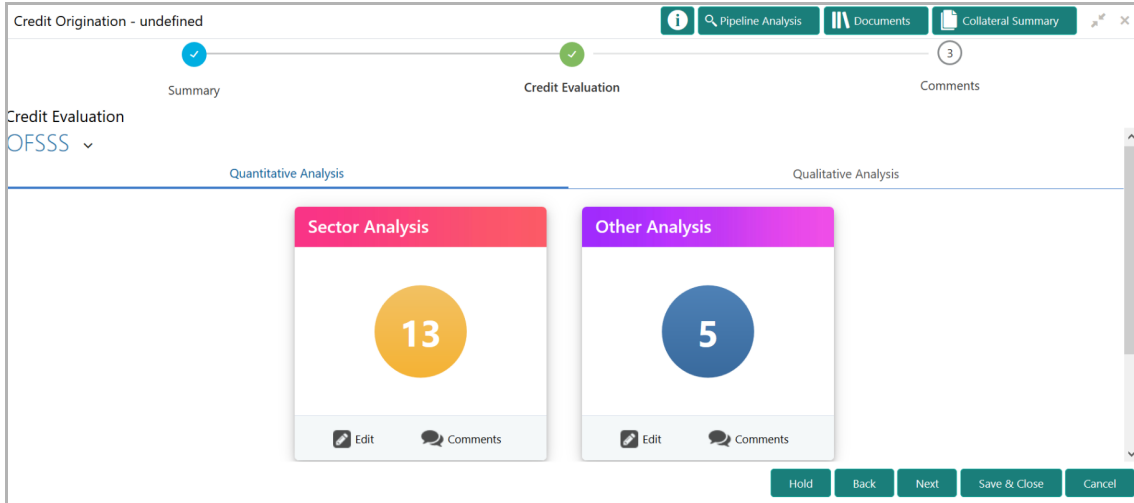 Credit Origination - undefined
i Pipeline Analysis Documents Collateral Summary
3
Summary Credit Evaluation Comments
Credit Evaluation
OFSSS
Quantitative Analysis Qualitative Analysis
Sector Analysis Other Analysis
13 5
Edit Comments Edit Comments
Hold Back Next Save & Close Cancel